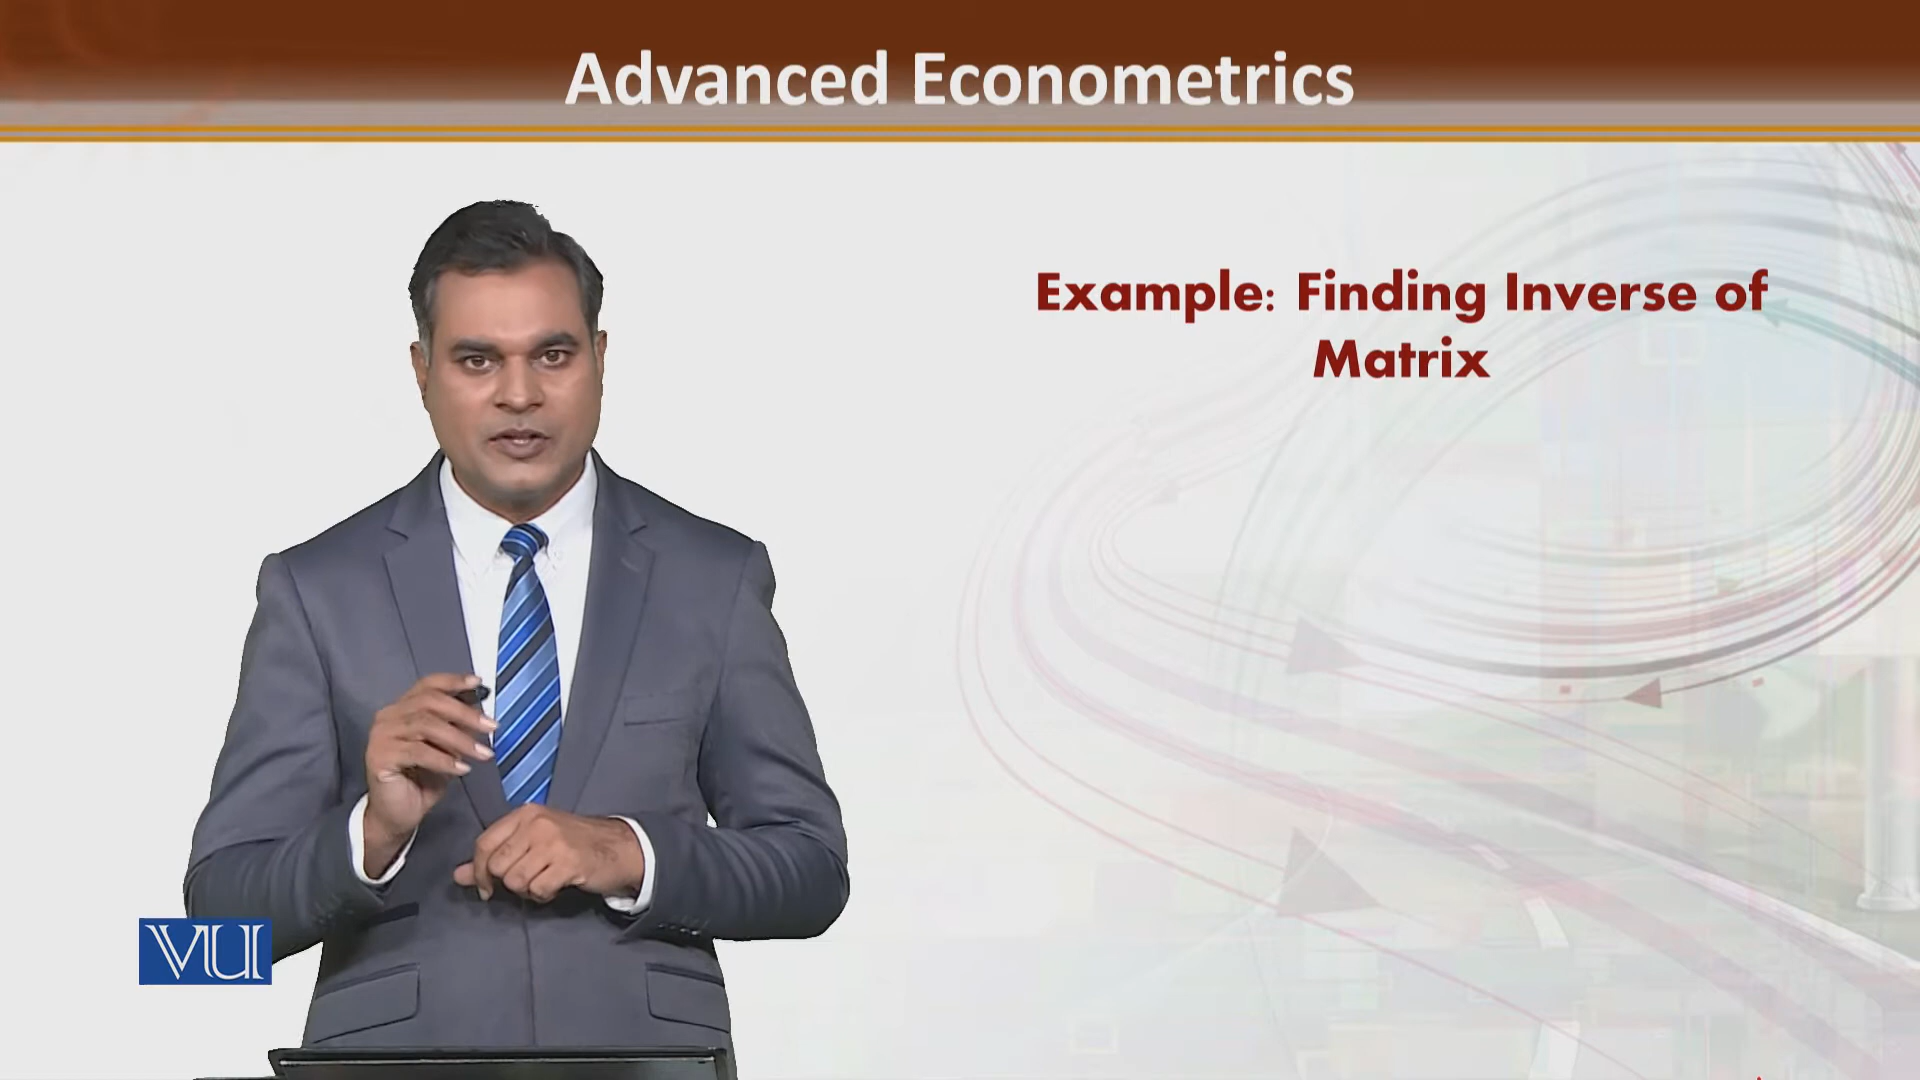 Advanced Econometrics
Example: Finding Inverse of
Matrix
VU